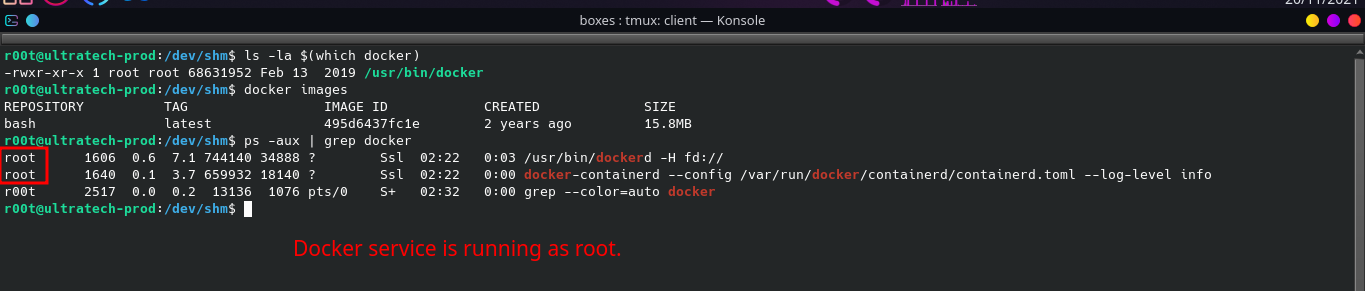 20/11/2021
boxes : tmux: client — Konsole
r00t@ultratech-prod:/dev/shm$ ls -la $(which docker)
-rwxr-xr-x 1 root root 68631952 Feb 13  2019 /usr/bin/docker
r00t@ultratech-prod:/dev/shm$ docker images
REPOSITORY          TAG                 IMAGE ID            CREATED             SIZE
bash                latest              495d6437fc1e        2 years ago         15.8MB
r00t@ultratech-prod:/dev/shm$ ps -aux | grep docker
root      1606  0.6  7.1 744140 34888 ?        Ssl  02:22   0:03 /usr/bin/dockerd -H fd://
root      1640  0.1  3.7 659932 18140 ?        Ssl  02:22   0:00 docker-containerd --config /var/run/docker/containerd/containerd.toml --log-level info
r00t      2517  0.0  0.2  13136  1076 pts/0    S+   02:32   0:00 grep --color=auto docker
r00t@ultratech-prod:/dev/shm$
Docker service is running as root.